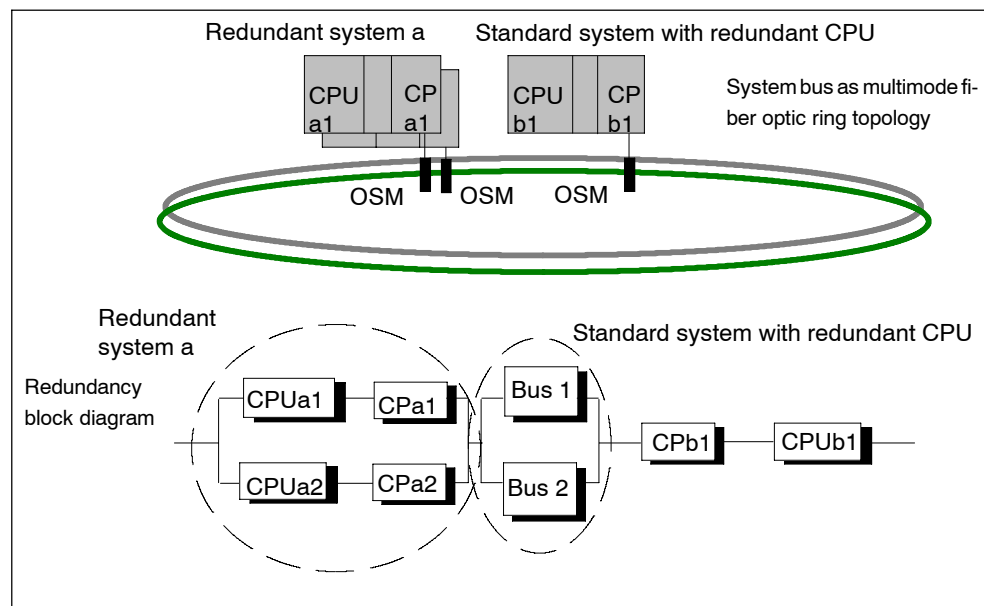 Redundant system a
Standard system with redundant CPU
CPU
a1
CP
a1
CPU
b1
CP
b1
System bus as multimode fi-
ber optic ring topology
OSM
OSM
OSM
Redundant
system a
Standard system with redundant CPU
Redundancy
block diagram
CPUa1
CPa1
Bus 1
CPb1
CPUb1
CPUa2
CPa2
Bus 2